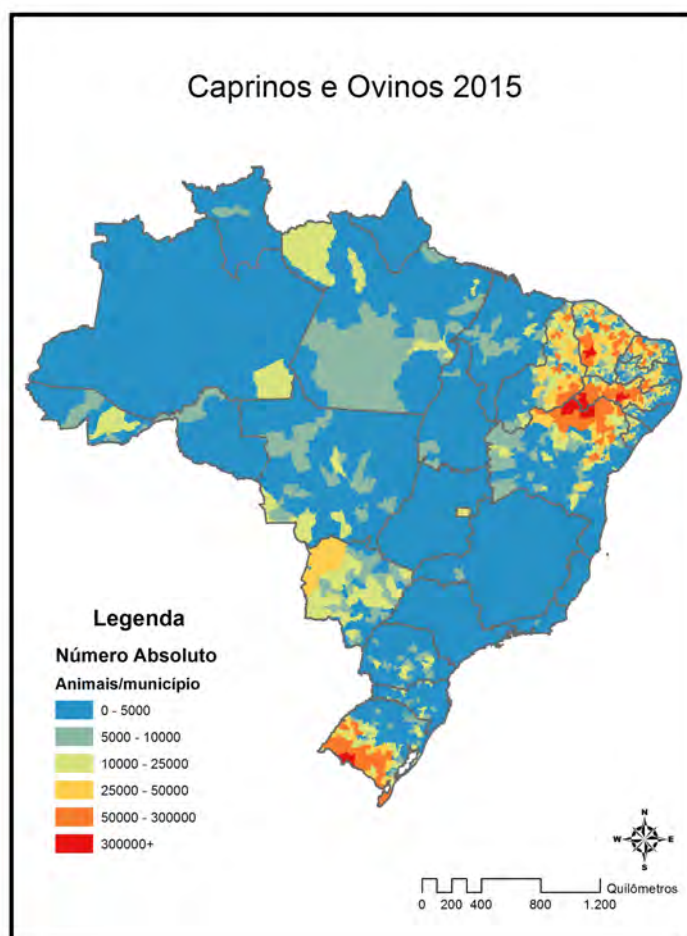 Caprinos e Ovinos 2015
Legenda
Número Absoluto
Animais/município
0 - 5000
5000 - 10000
10000 - 25000
25000 - 50000
50000 - 300000
300000+
N
W E
S
Quilômetros
0 200 400 800 1.200